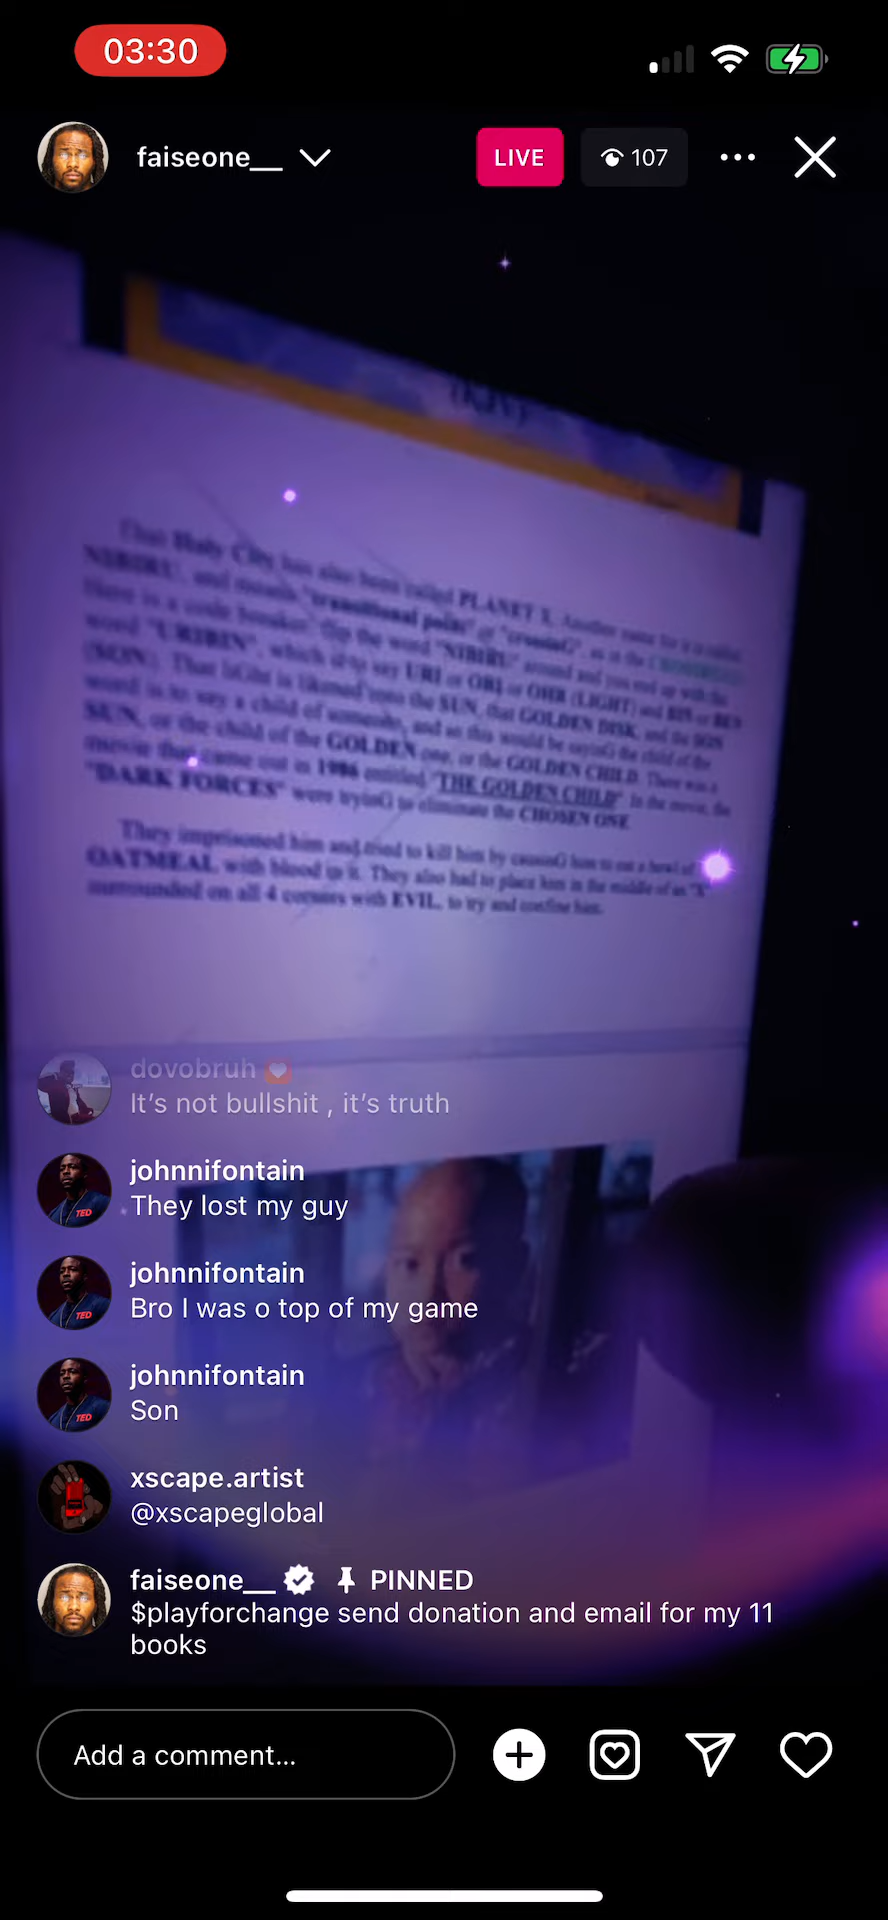 03:30
faiseone__
LIVE
107
(KJV)
That Holy City has also been called PLANET X. Another name for it is called
NIBIRU, and means "transitional point" or "crossinG", as in the
Here is a code breaker, flip the word "NIBIRU" around and you end up with the
word "URIBIN", which is to say URI or ORI or OHR (LIGHT) and BIN or BEN
(SON). That liGht is likened unto the SUN, that GOLDEN DISK, and the SON
word is to say a child of someone, and so this would be sayinG the child of the
SUN, or the child of the GOLDEN one, or the GOLDEN CHILD. There was a
movie that came out in 1986 entitled, "THE GOLDEN CHILD". In the movie, the
"DARK FORCES" were tryinG to eliminate the CHOSEN ONE.
They imprisoned him and tried to kill him by causinG him to eat a bowl of
OATMEAL with blood in it. They also had to place him in the middle of an "X"
surrounded on all 4 corners with EVIL, to try and confine him.
dovobruh
It's not bullshit , it's truth
johnnifontain
TED
They lost my guy
johnnifontain
TED
Bro I was o top of my game
johnnifontain
TED
Son
xscape.artist
@xscapeglobal
faiseone__ PINNED
$playforchange send donation and email for my 11
books
Add a comment...